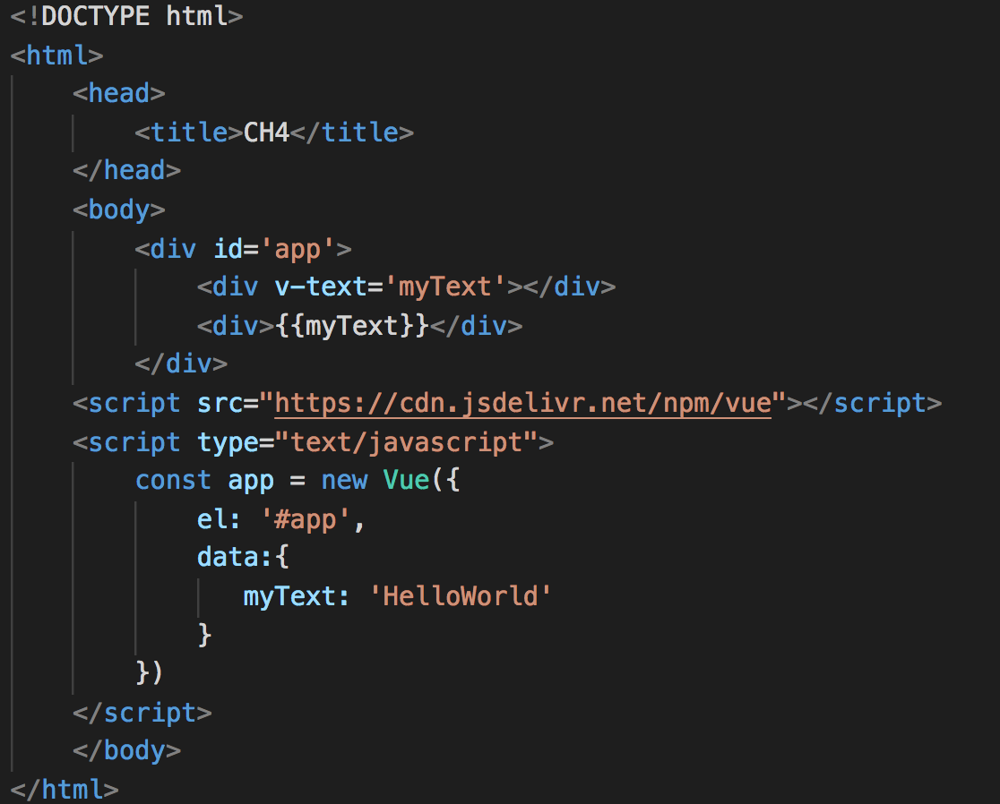 <!DOCTYPE html>
<html>
    <head>
        <title>CH4</title>
    </head>
    <body>
        <div id='app'>
            <div v-text='myText'></div>
            <div>{{myText}}</div>
        </div>
    <script src="https://cdn.jsdelivr.net/npm/vue"></script>
    <script type="text/javascript">
        const app = new Vue({
            el: '#app',
            data:{
               myText: 'HelloWorld'
            }
        })
    </script>
    </body>
</html>